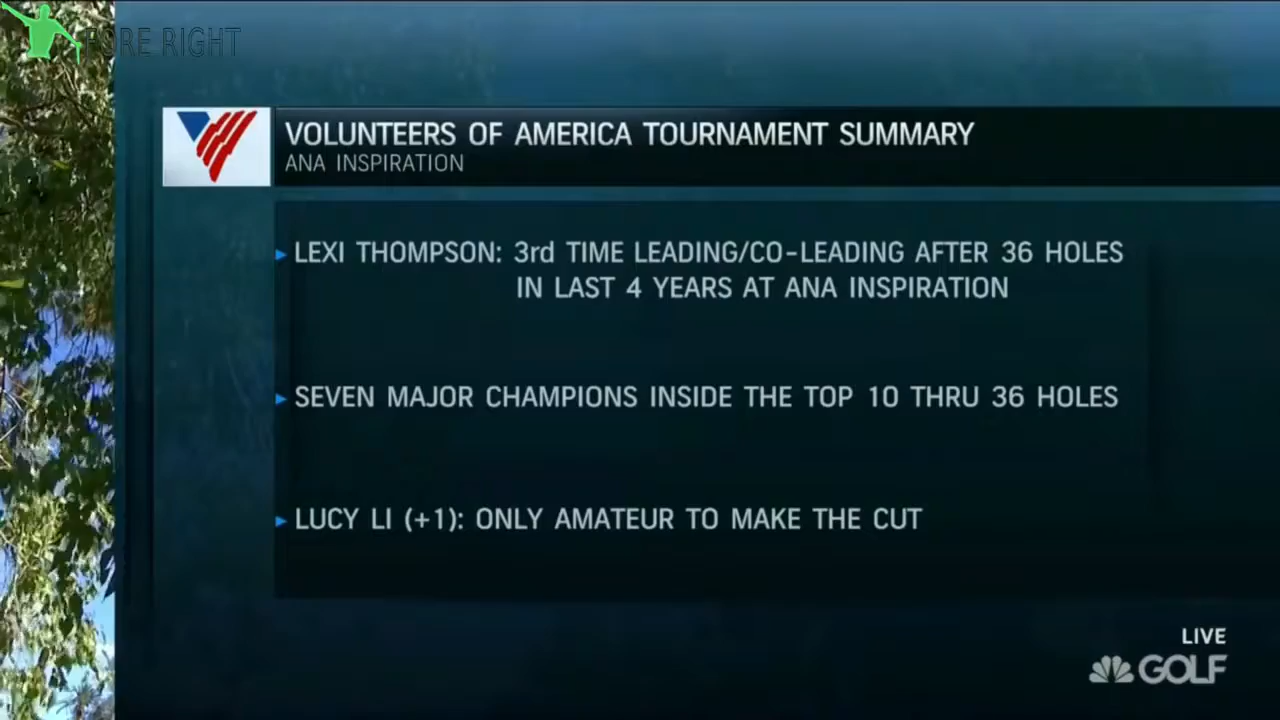 FORE RIGHT
VOLUNTEERS OF AMERICA TOURNAMENT SUMMARY
ANA INSPIRATION
LEXI THOMPSON: 3rd TIME LEADING/CO-LEADING AFTER 36 HOLES
IN LAST 4 YEARS AT ANA INSPIRATION
SEVEN MAJOR CHAMPIONS INSIDE THE TOP 10 THRU 36 HOLES
LUCY LI (+1): ONLY AMATEUR TO MAKE THE CUT
LIVE
GOLF